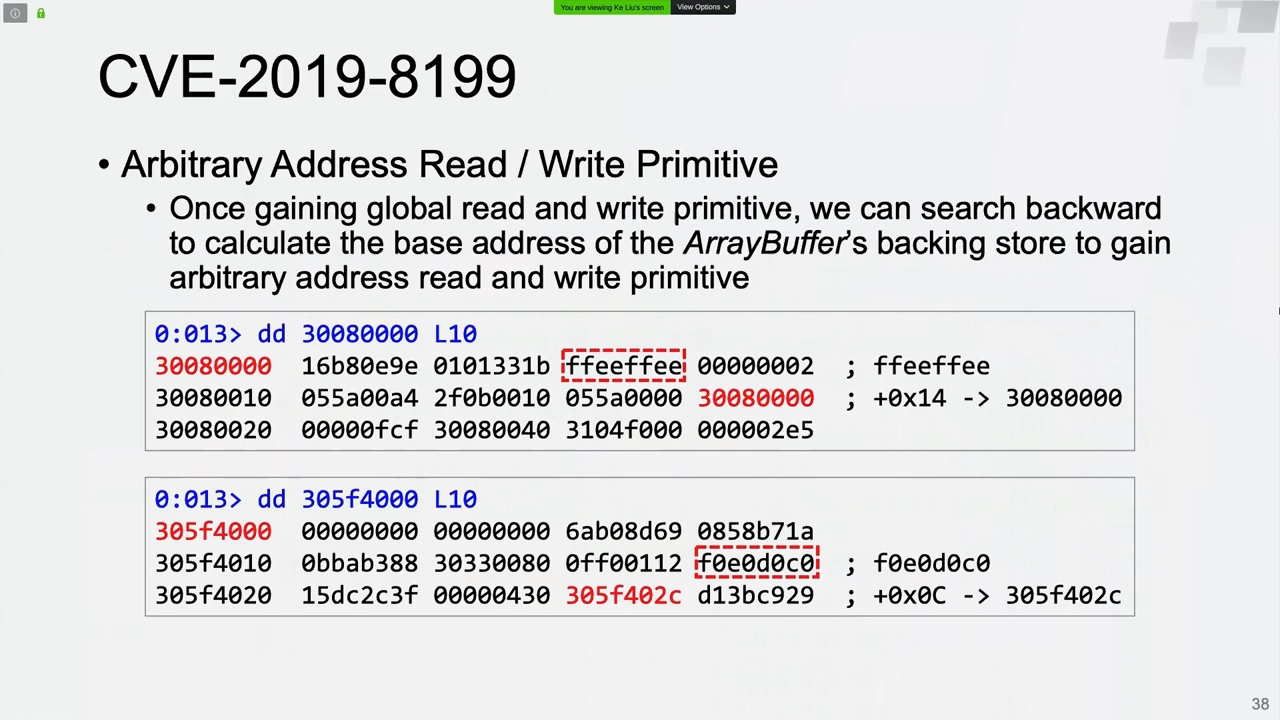 You are viewing Ke Liu's screen
View Options
CVE-2019-8199
• Arbitrary Address Read / Write Primitive
• Once gaining global read and write primitive, we can search backward
to calculate the base address of the ArrayBuffer's backing store to gain
arbitrary address read and write primitive
0:013> dd 30080000 L10
30080000 16b80e9e 0101331b ffeeffee 00000002 ; ffeeffee
30080010 055a00a4 2f0b0010 055a0000 30080000 ; +0x14 -> 30080000
30080020 00000fcf 30080040 3104f000 000002e5
0:013> dd 305f4000 L10
305f4000 00000000 00000000 6ab08d69 0858b71a
305f4010 0bbab388 30330080 0ff00112 f0e0d0c0 ; f0e0d0c0
305f4020 15dc2c3f 00000430 305f402c d13bc929 ; +0x0C -> 305f402c
38